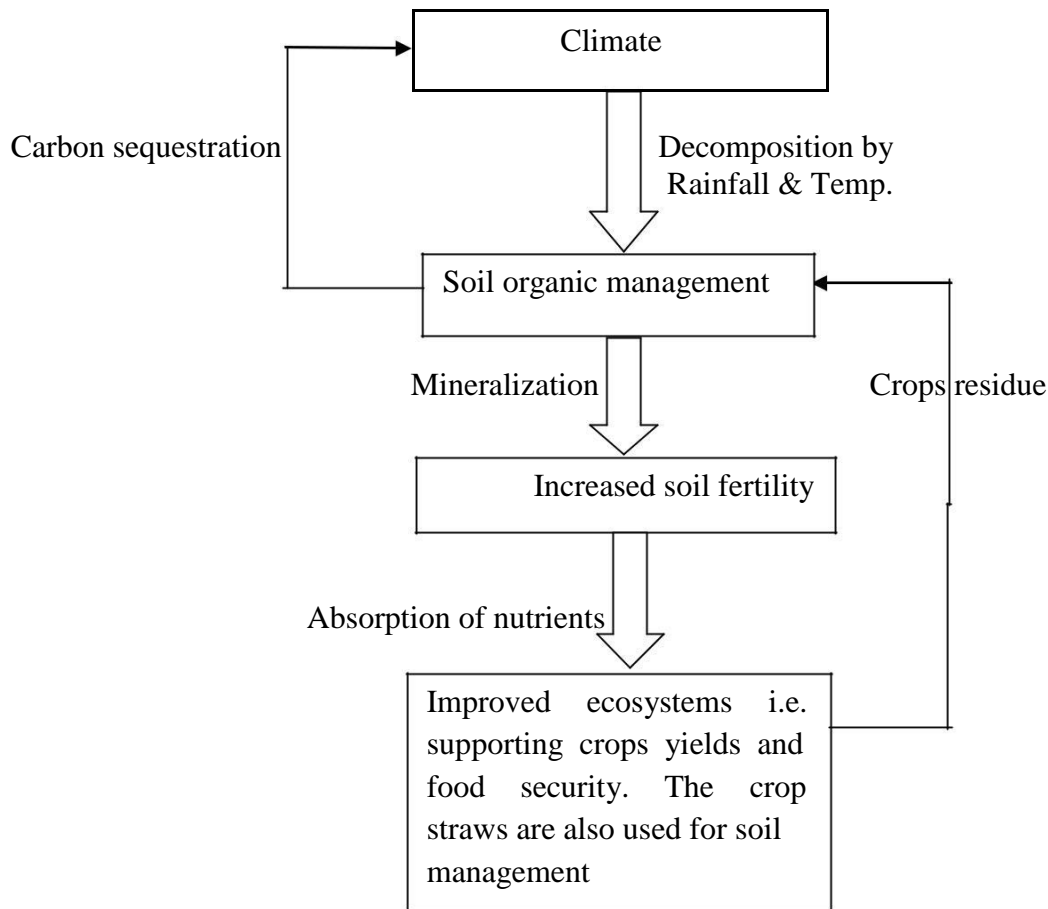 Climate
Carbon sequestration
Decomposition by
Rainfall & Temp.
Soil organic management
Mineralization
Crops residue
Increased soil fertility
Absorption of nutrients
Improved ecosystems i.e.
supporting crops yields and
food security. The crop
straws are also used for soil
management